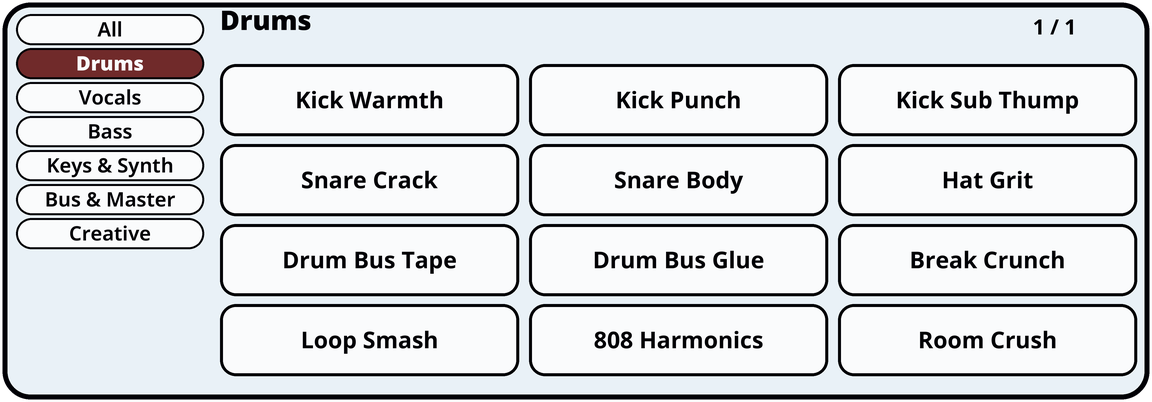 All
Drums
Vocals
Bass
Keys & Synth
Bus & Master
Creative
Drums
1 / 1
Kick Warmth
Kick Punch
Kick Sub Thump
Snare Crack
Snare Body
Hat Grit
Drum Bus Tape
Drum Bus Glue
Break Crunch
Loop Smash
808 Harmonics
Room Crush